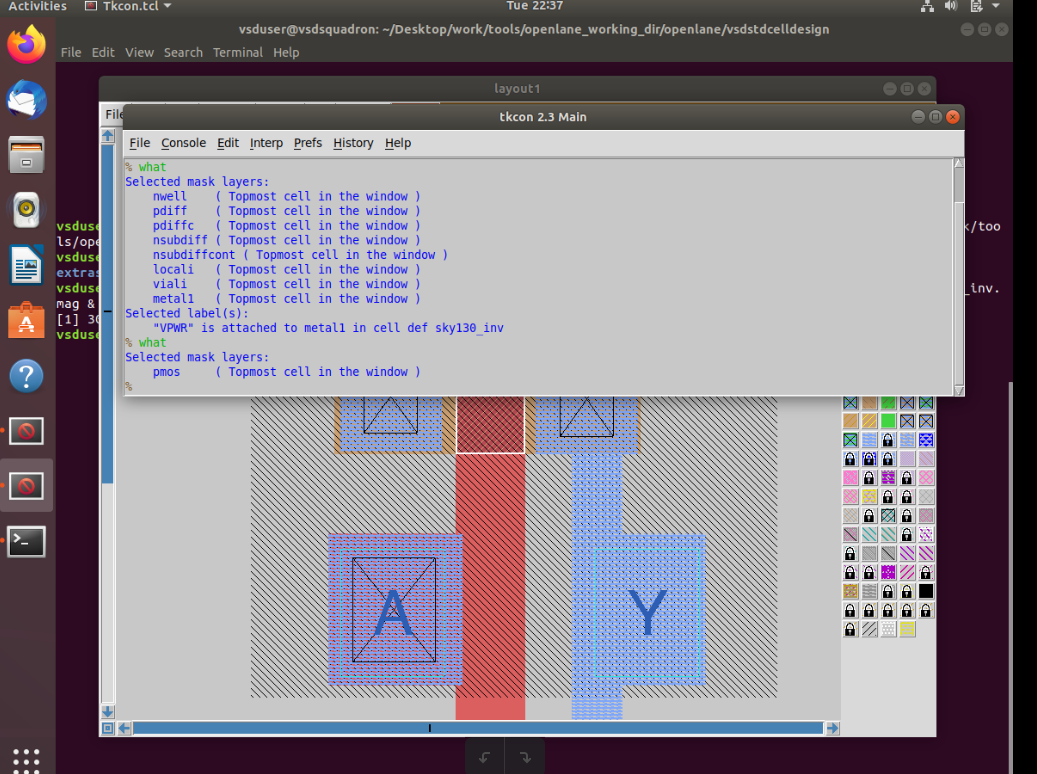 Activities Tkcon.tcl Tue 22:37
vsduser@vsdsquadron: ~/Desktop/work/tools/openlane_working_dir/openlane/vsdstdcelldesign
File Edit View Search Terminal Help
layout1
File
tkcon 2.3 Main
File Console Edit Interp Prefs History Help
% what
Selected mask layers:
nwell ( Topmost cell in the window )
pdiff ( Topmost cell in the window )
pdiffc ( Topmost cell in the window )
nsubdiff ( Topmost cell in the window )
nsubdiffcont ( Topmost cell in the window )
locali ( Topmost cell in the window )
viali ( Topmost cell in the window )
metal1 ( Topmost cell in the window )
Selected label(s):
"VPWR" is attached to metal1 in cell def sky130_inv
% what
Selected mask layers:
pmos ( Topmost cell in the window )
%
vsduse /too
ls/ope
vsduse
extras
vsduse _inv.
mag &
[1] 30
vsduse
A Y